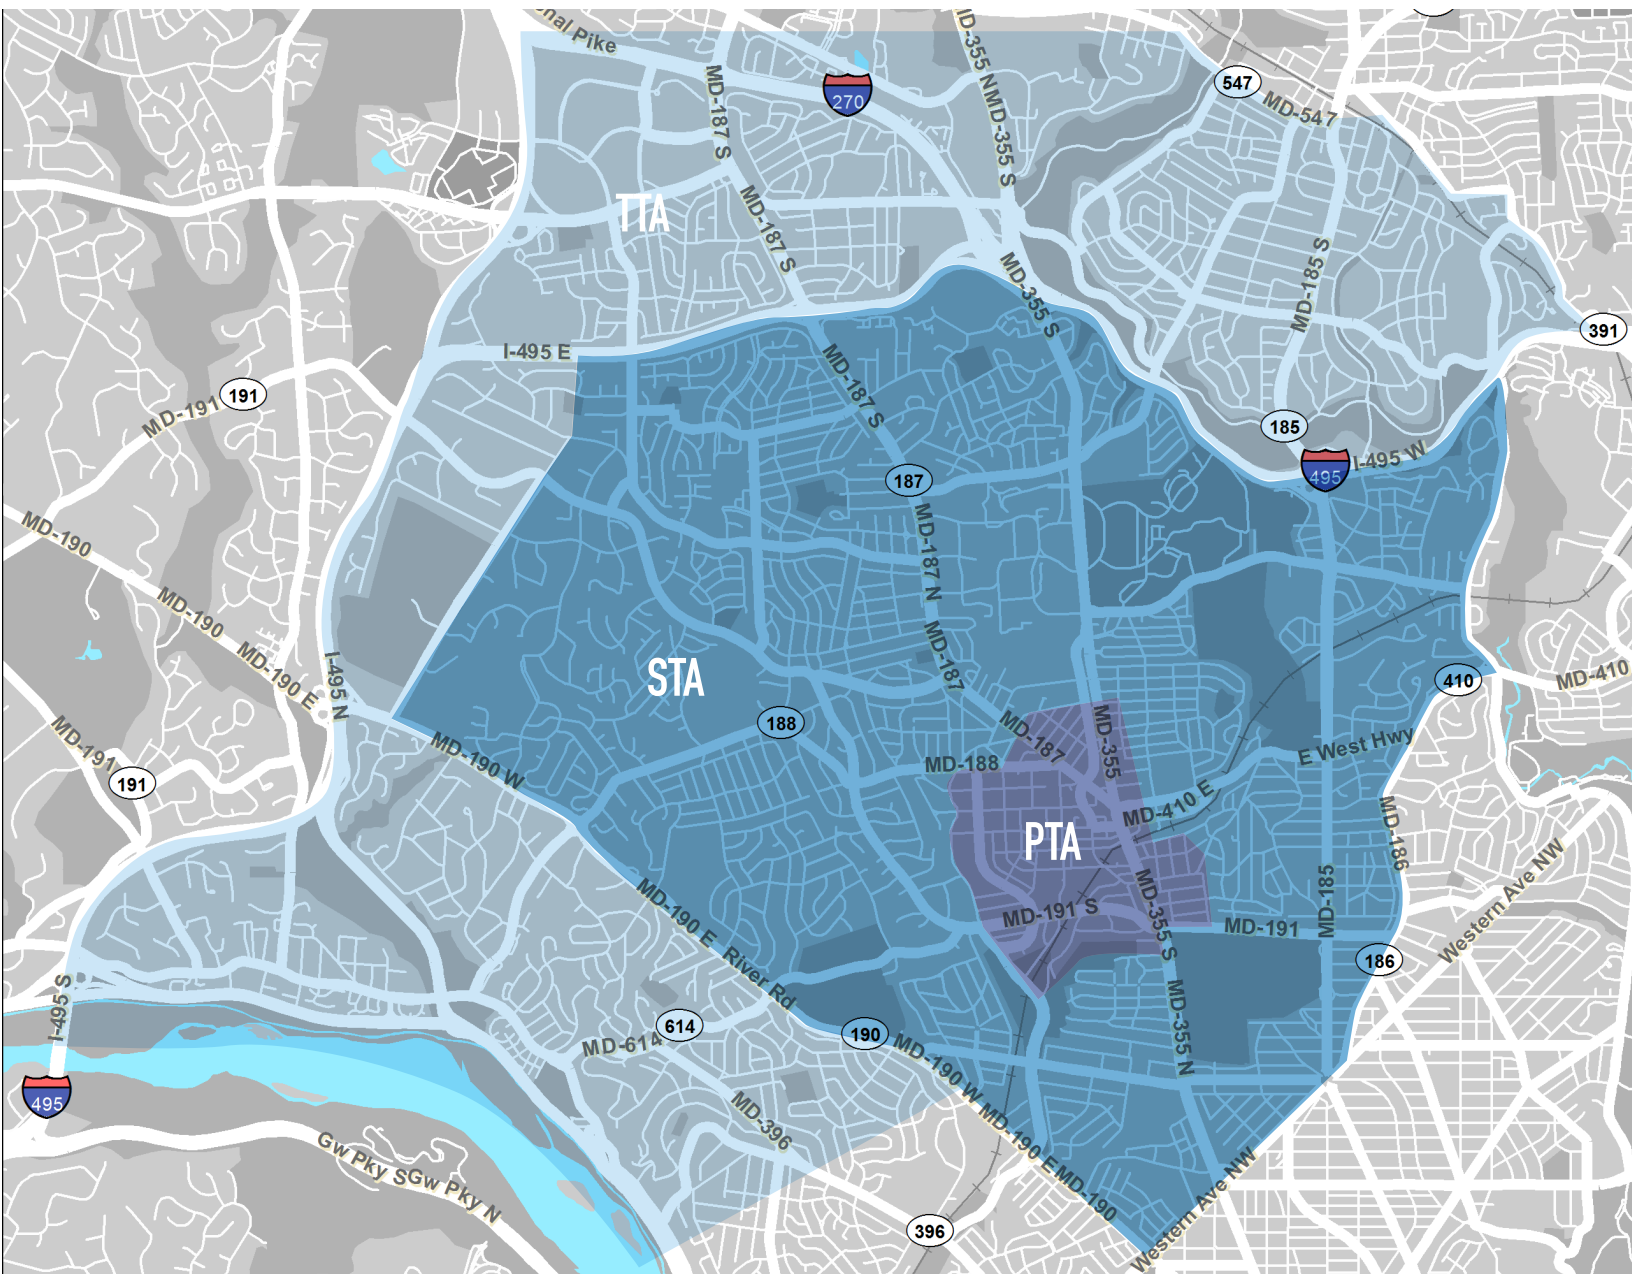 nal Pike
MD-187 S
270
MD-355 N
MD-355 S
547
MD-547
TTA
MD-187 S
MD-185 S
MD-355 S
391
I-495 E
MD-187 S
191
MD-191
185
I-495 W
495
187
MD-190
MD-187 N
MD-190
MD-187
MD-190 E
I-495 N
STA
410
MD-410
188
MD-187
MD-355
E West Hwy
MD-191
191
MD-190 W
MD-188
MD-410 E
MD-186
PTA
MD-190 E
River Rd
MD-191 S
MD-355 S
MD-191
MD-185
Western Ave NW
186
I-495 S
614
MD-614
190
MD-190 W
MD-355 N
495
MD-396
MD-190 E
MD-190
Gw Pky S
Gw Pky N
Western Ave NW
396